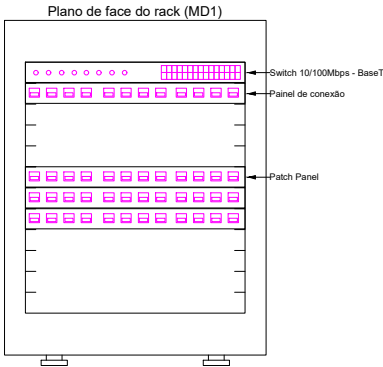 Plano de face do rack (MD1)
Switch 10/100Mbps - BaseT
Painel de conexão
Patch Panel